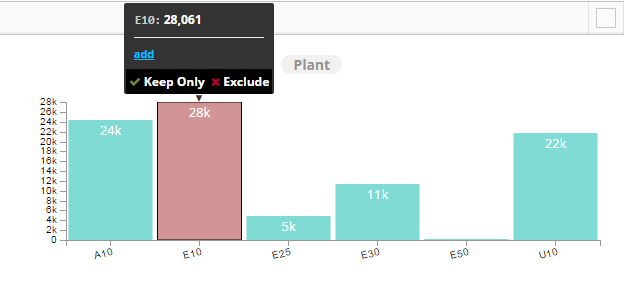 E10: 28,061
add
Keep Only Exclude
Plant
28k
26k
24k
22k
20k
18k
16k
14k
12k
10k
8k
6k
4k
2k
0
24k
28k
5k
11k
22k
A10 E10 E25 E30 E50 U10